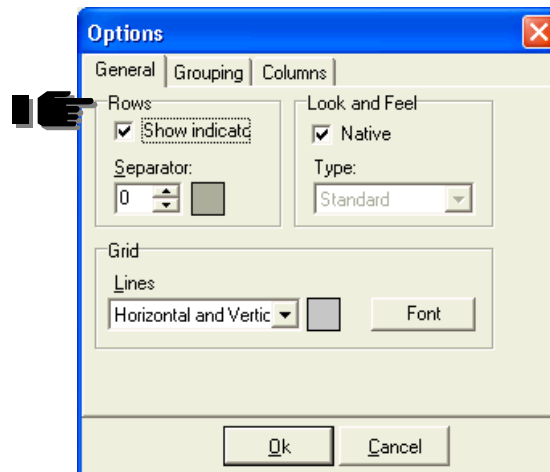 Options
General Grouping Columns
Rows
Show indicatc
Separator:
0
Look and Feel
Native
Type:
Standard
Grid
Lines
Horizontal and Vertic
Font
Ok Cancel